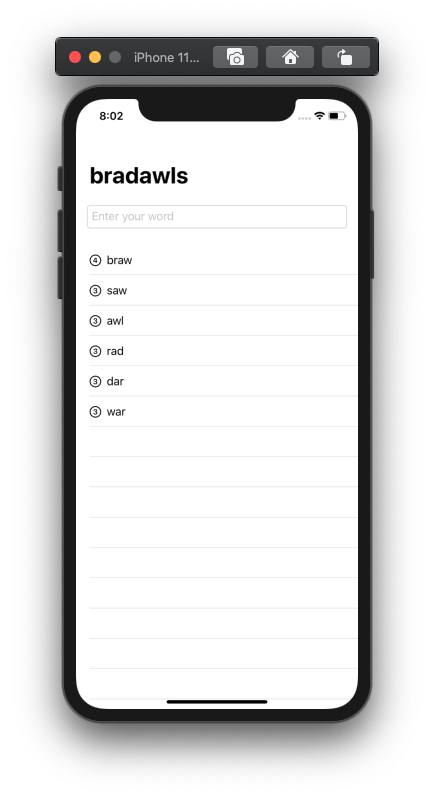 iPhone 11...
8:02
bradawls
Enter your word
4 braw
3 saw
3 awl
3 rad
3 dar
3 war